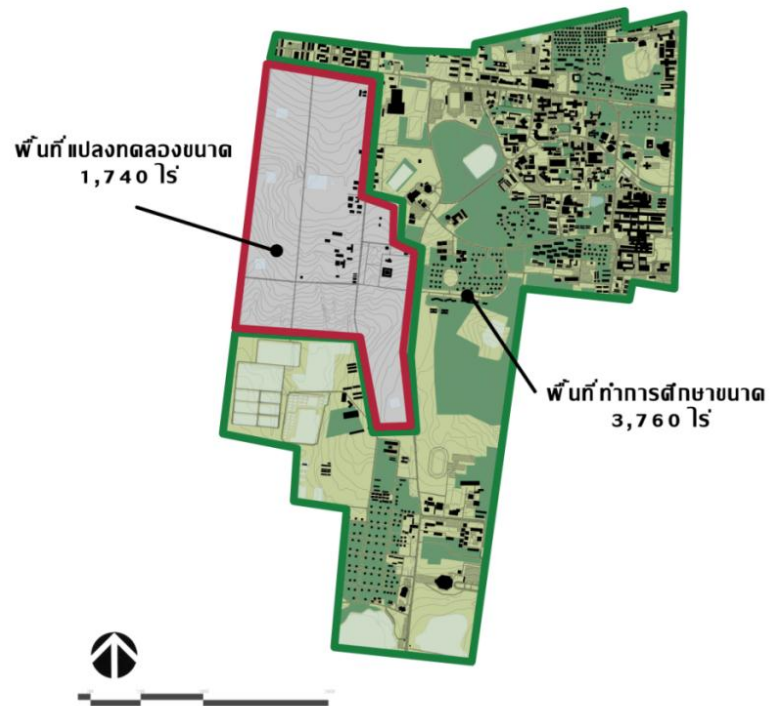 พื้นที่แปลงทดลองขนาด
1,740 ไร่
พื้นที่ทำการศึกษาขนาด
3,760 ไร่